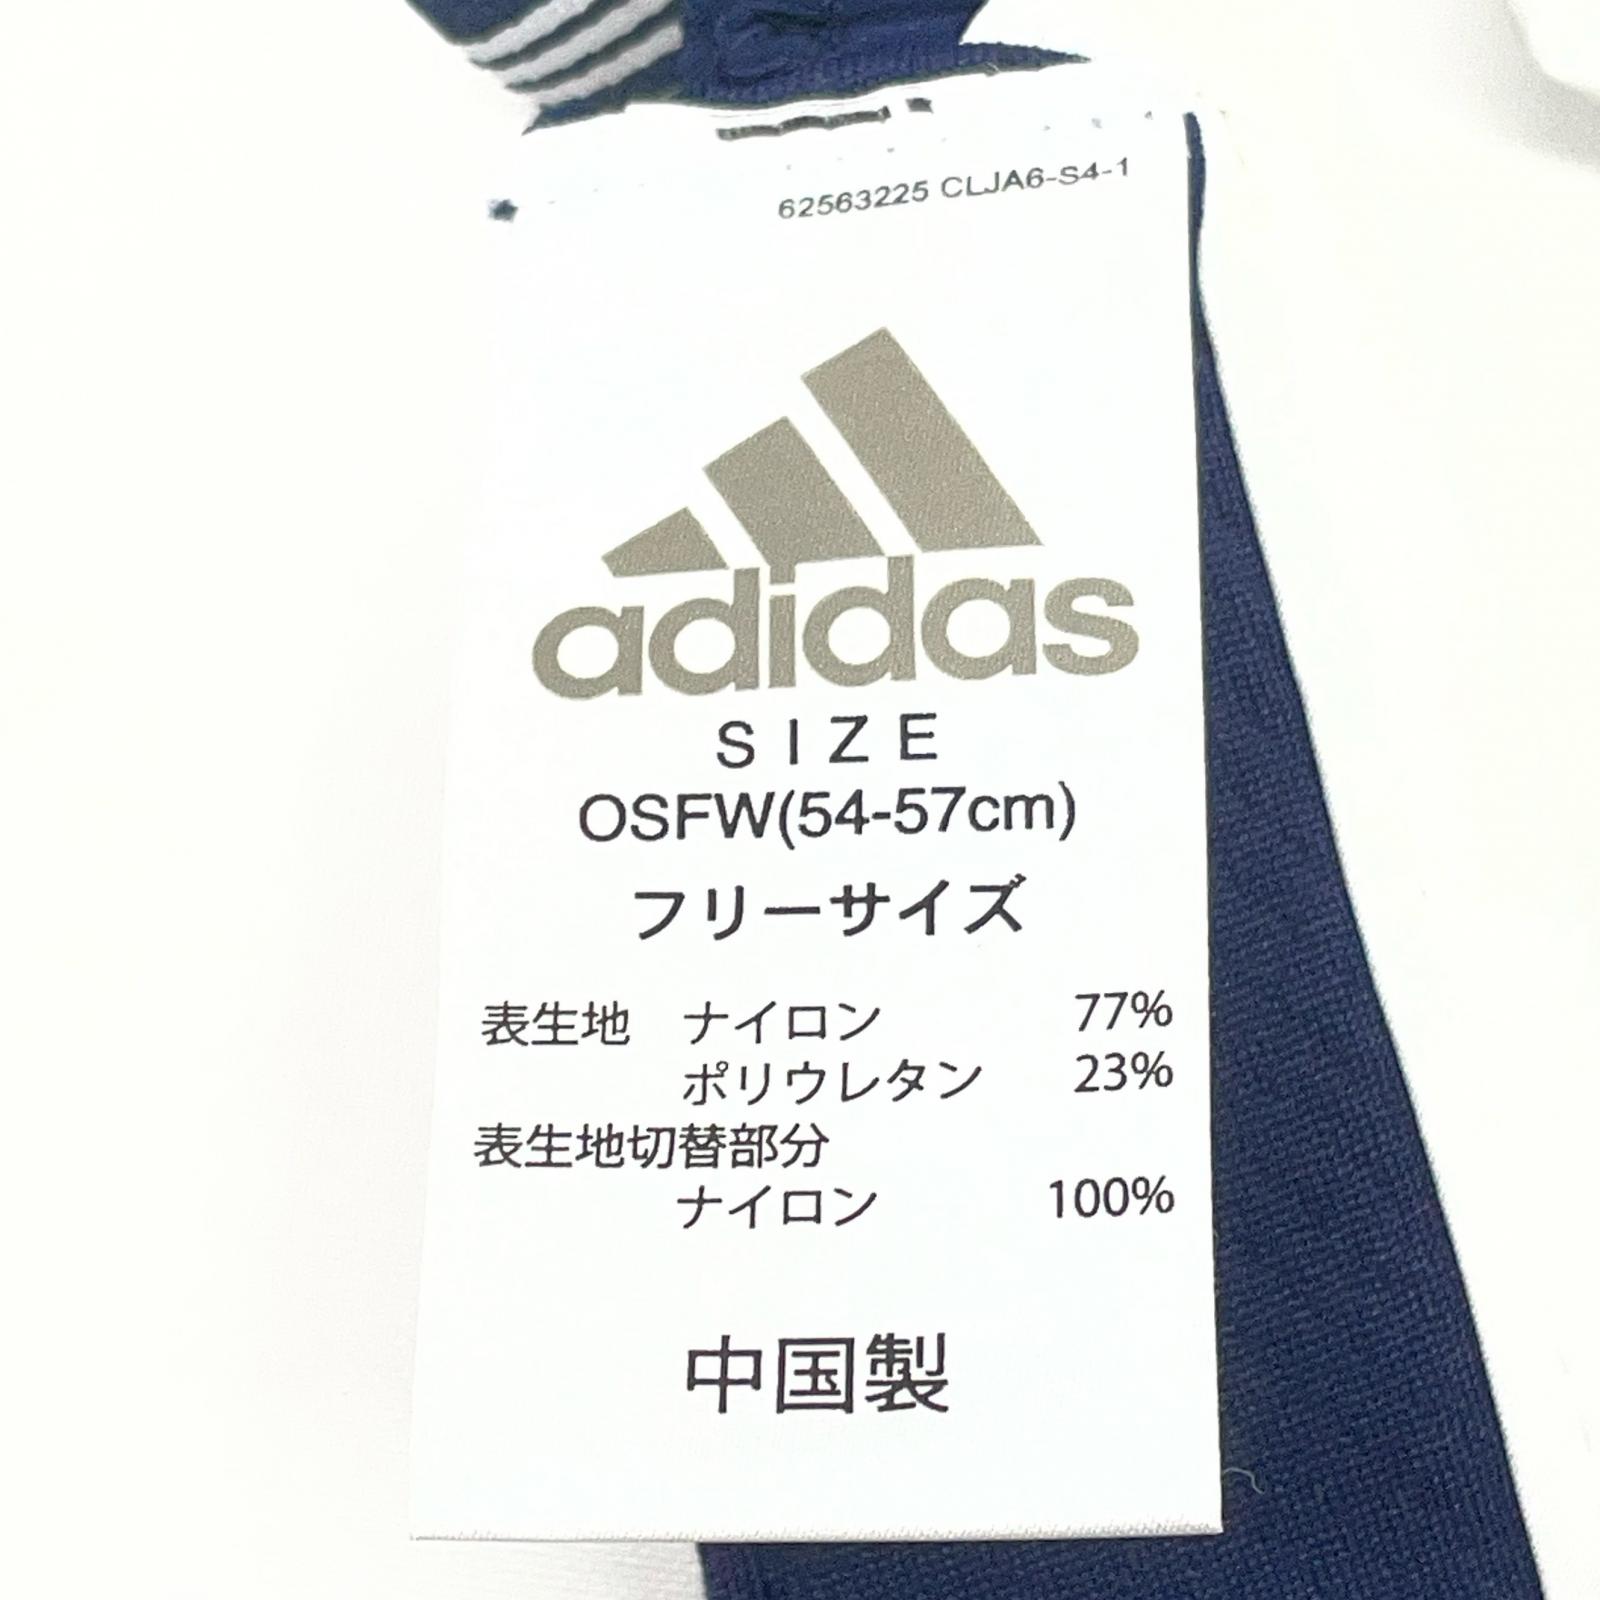 62563225 CLJA6-S4-1
adidas
SIZE
OSFW(54-57cm)
フリーサイズ
表生地 ナイロン 77%
ポリウレタン 23%
表生地切替部分
ナイロン 100%
中国製